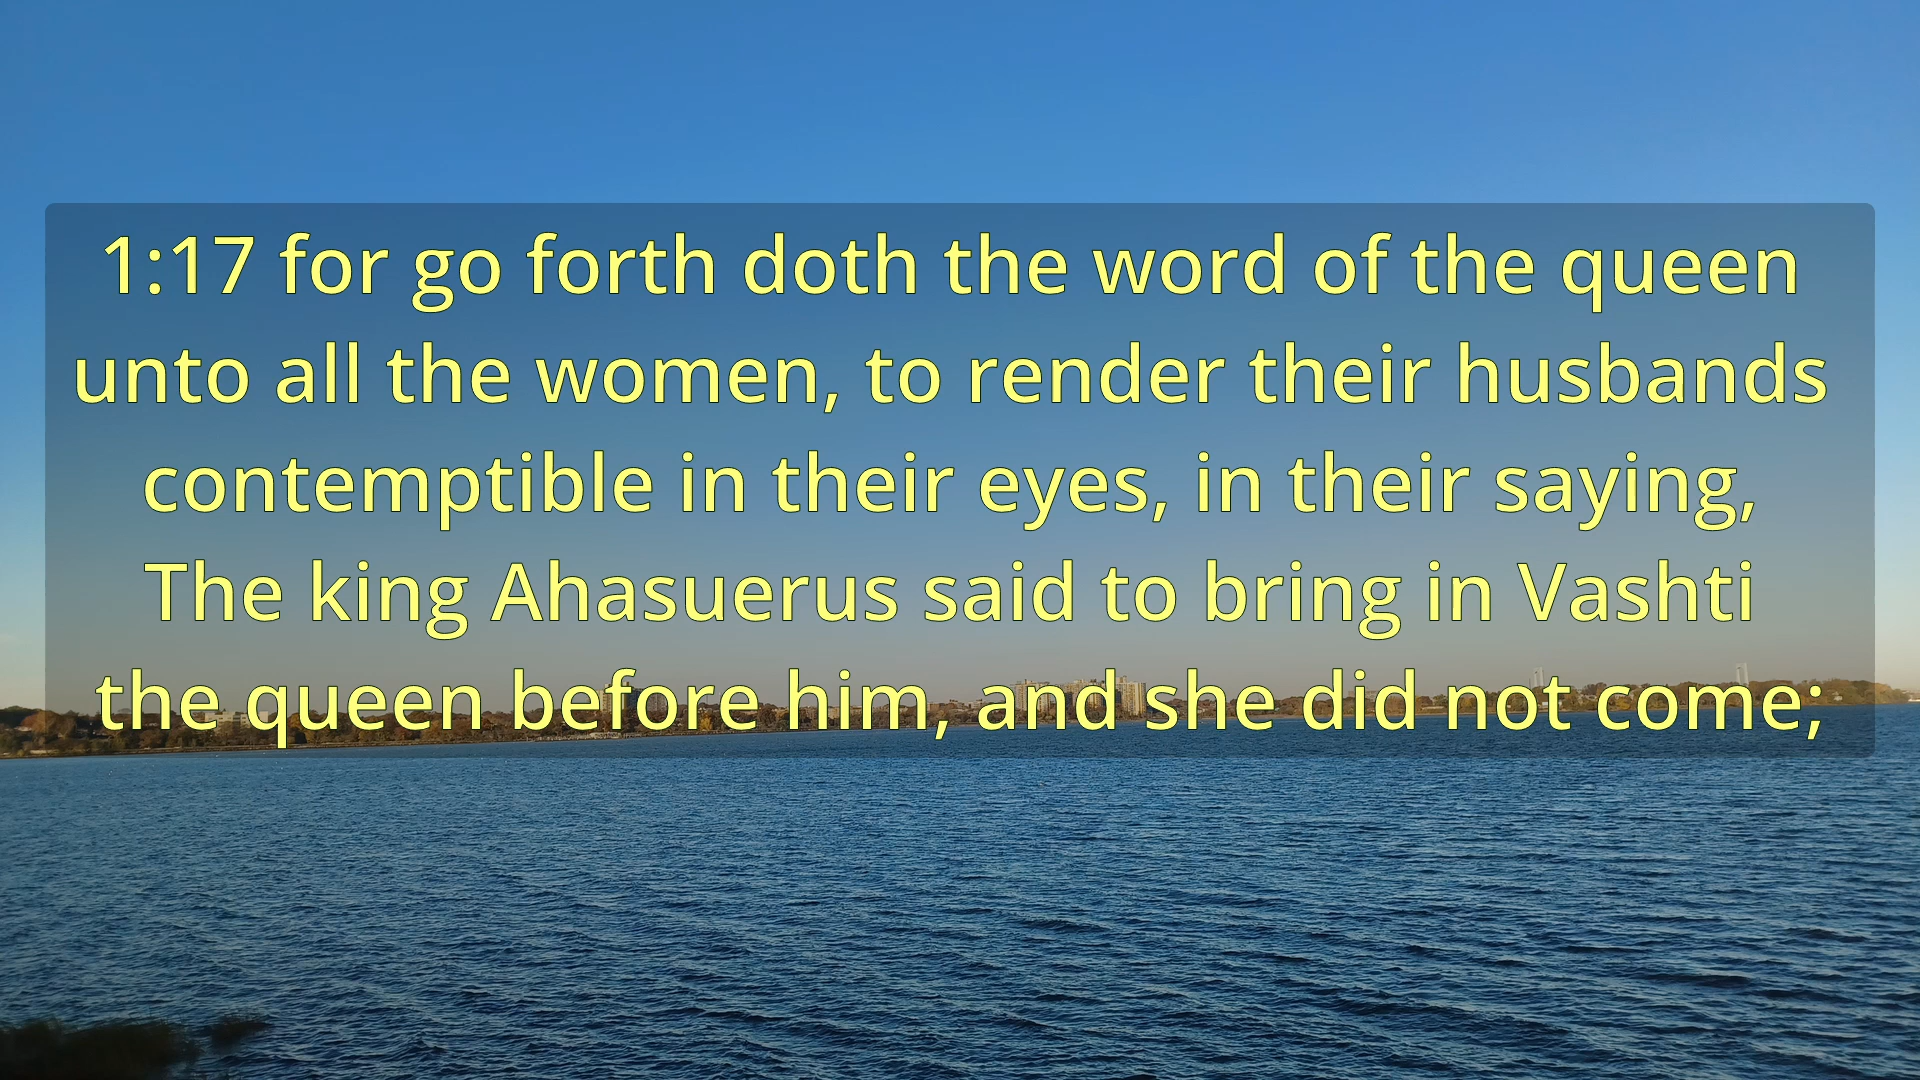 1:17 for go forth doth the word of the queen
unto all the women, to render their husbands
contemptible in their eyes, in their saying,
The king Ahasuerus said to bring in Vashti
the queen before him, and she did not come;